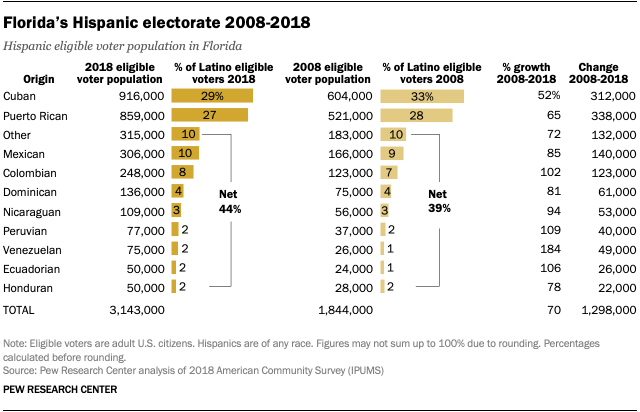 Florida's Hispanic electorate 2008-2018
Hispanic eligible voter population in Florida
Origin 2018 eligible voter population % of Latino eligible voters 2018 2008 eligible voter population % of Latino eligible voters 2008 % growth 2008-2018 Change 2008-2018
Cuban 916,000 29% 604,000 33% 52% 312,000
Puerto Rican 859,000 27 521,000 28 65 338,000
Other 315,000 10 183,000 10 72 132,000
Mexican 306,000 10 166,000 9 85 140,000
Colombian 248,000 8 123,000 7 102 123,000
Dominican 136,000 4 75,000 4 81 61,000
Net 44% Net 39%
Nicaraguan 109,000 3 56,000 3 94 53,000
Peruvian 77,000 2 37,000 2 109 40,000
Venezuelan 75,000 2 26,000 1 184 49,000
Ecuadorian 50,000 2 24,000 1 106 26,000
Honduran 50,000 2 28,000 2 78 22,000
TOTAL 3,143,000 1,844,000 70 1,298,000
Note: Eligible voters are adult U.S. citizens. Hispanics are of any race. Figures may not sum up to 100% due to rounding. Percentages
calculated before rounding.
Source: Pew Research Center analysis of 2018 American Community Survey (IPUMS)
PEW RESEARCH CENTER